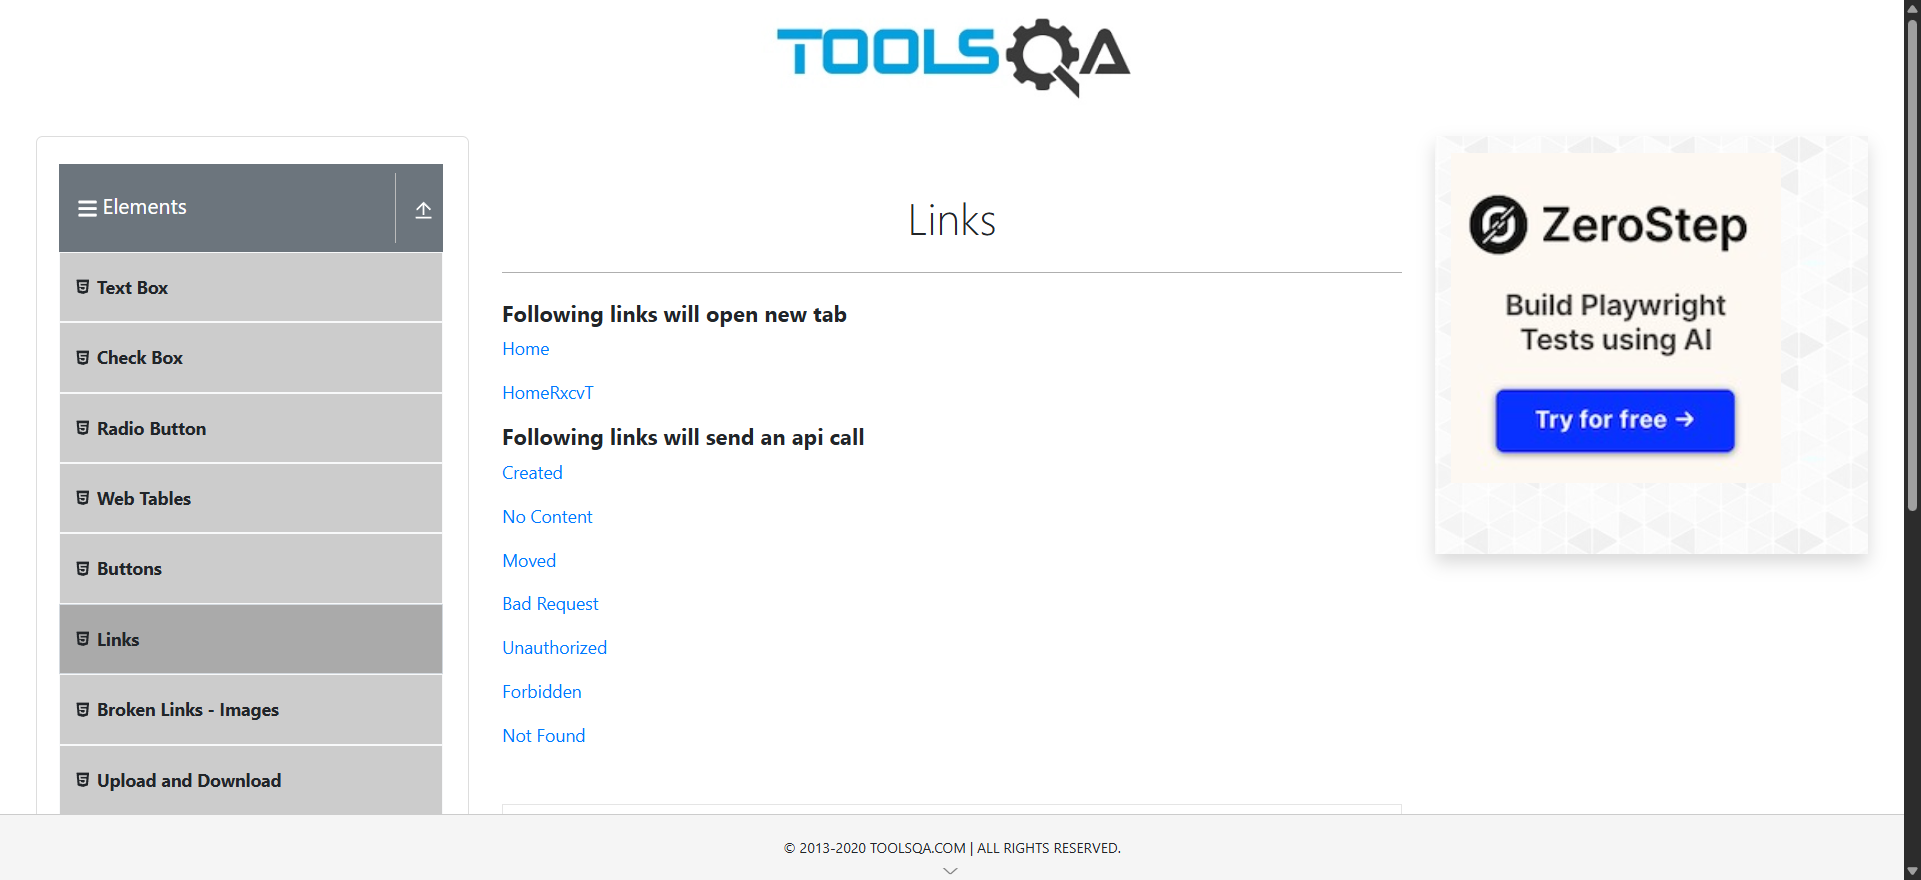 TOOLSQA
Elements
Text Box
Check Box
Radio Button
Web Tables
Buttons
Links
Broken Links - Images
Upload and Download
Links
Following links will open new tab
Home
HomeRxcvT
Following links will send an api call
Created
No Content
Moved
Bad Request
Unauthorized
Forbidden
Not Found
ZeroStep
Build Playwright
Tests using AI
Try for free →
© 2013-2020 TOOLSQA.COM | ALL RIGHTS RESERVED.